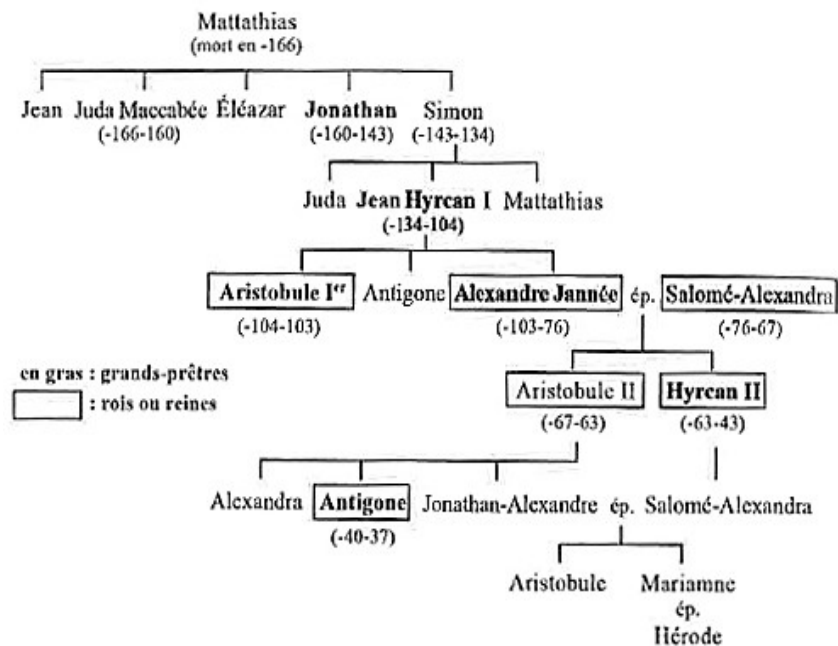 Mattathias
(mort en -166)
Jean Juda Maccabée Éléazar Jonathan Simon
(-166-160) (-160-143) (-143-134)
Juda Jean Hyrcan I Mattathias
(-134-104)
Aristobule Ier Antigone Alexandre Jannée ép. Salomé-Alexandra
(-104-103) (-103-76) (-76-67)
en gras : grands-prêtres
: rois ou reines
Aristobule II Hyrcan II
(-67-63) (-63-43)
Alexandra Antigone Jonathan-Alexandre ép. Salomé-Alexandra
(-40-37)
Aristobule Mariamne
ép.
Hérode